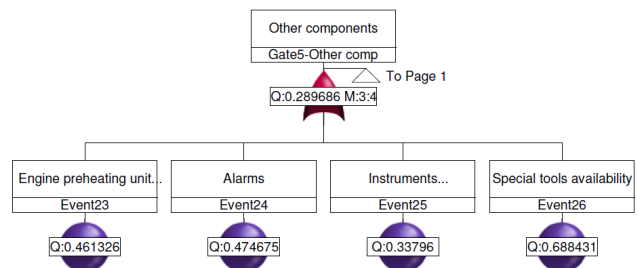 Other components
Gate5-Other comp
To Page 1
Q:0.289686 M:3:4
Engine preheating unit...
Alarms
Instruments...
Special tools availability
Event23
Event24
Event25
Event26
Q:0.461326
Q:0.474675
Q:0.33796
Q:0.688431